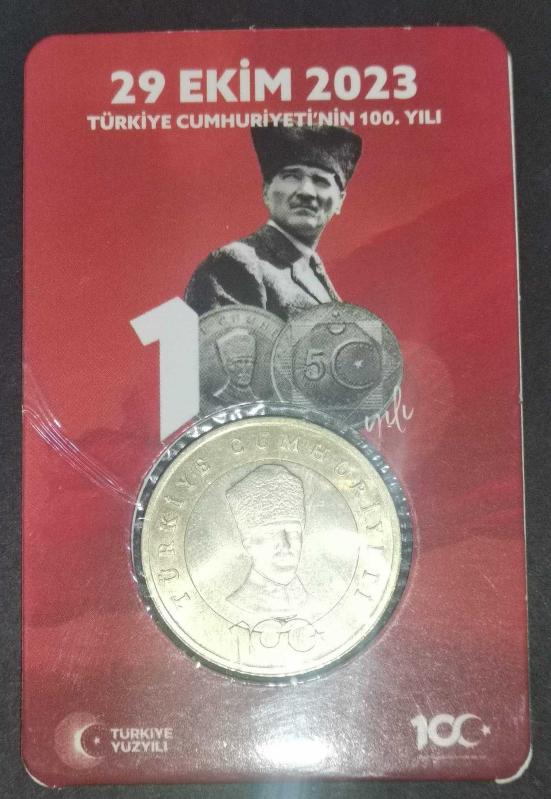 29 EKİM 2023
TÜRKİYE CUMHURİYETİ'NİN 100. YILI
1
CUMHU
5
yılı
TÜRKİYE CUMHURİYETİ
100
TÜRKİYE
YÜZYILI
100